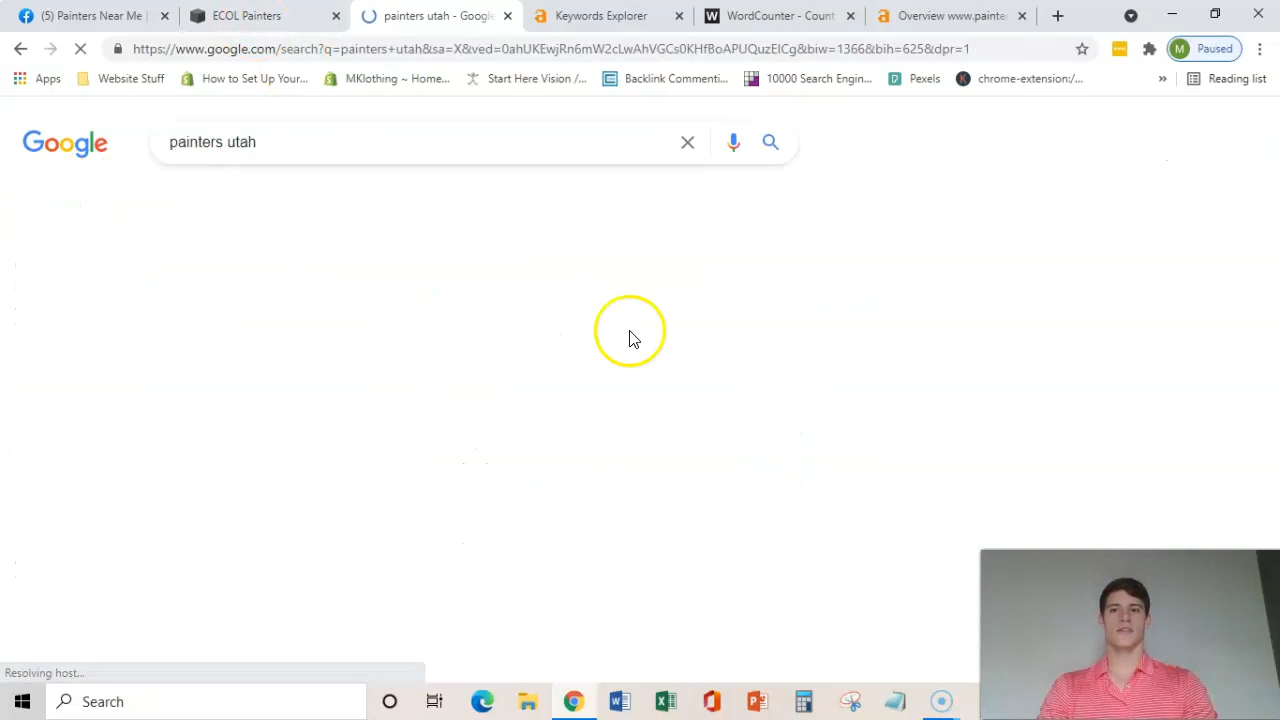 (5) Painters Near Me
ECOL Painters
painters utah - Goog
Keywords Explorer
WordCounter - Count
Overview www.painte
https://www.google.com/search?q=painters+utah&sa=X&ved=0ahUKEwjRn6mW2cLwAhVGCs0KHfBoAPUQuzEICg&biw=1366&bih=625&dpr=1
M
Paused
Apps
Website Stuff
How to Set Up Your...
MKlothing ~ Home...
Start Here Vision /...
Backlink Commenti...
10000 Search Engin...
Pexels
chrome-extension:/...
»
Reading list
Google
painters utah
Resolving host...
Search